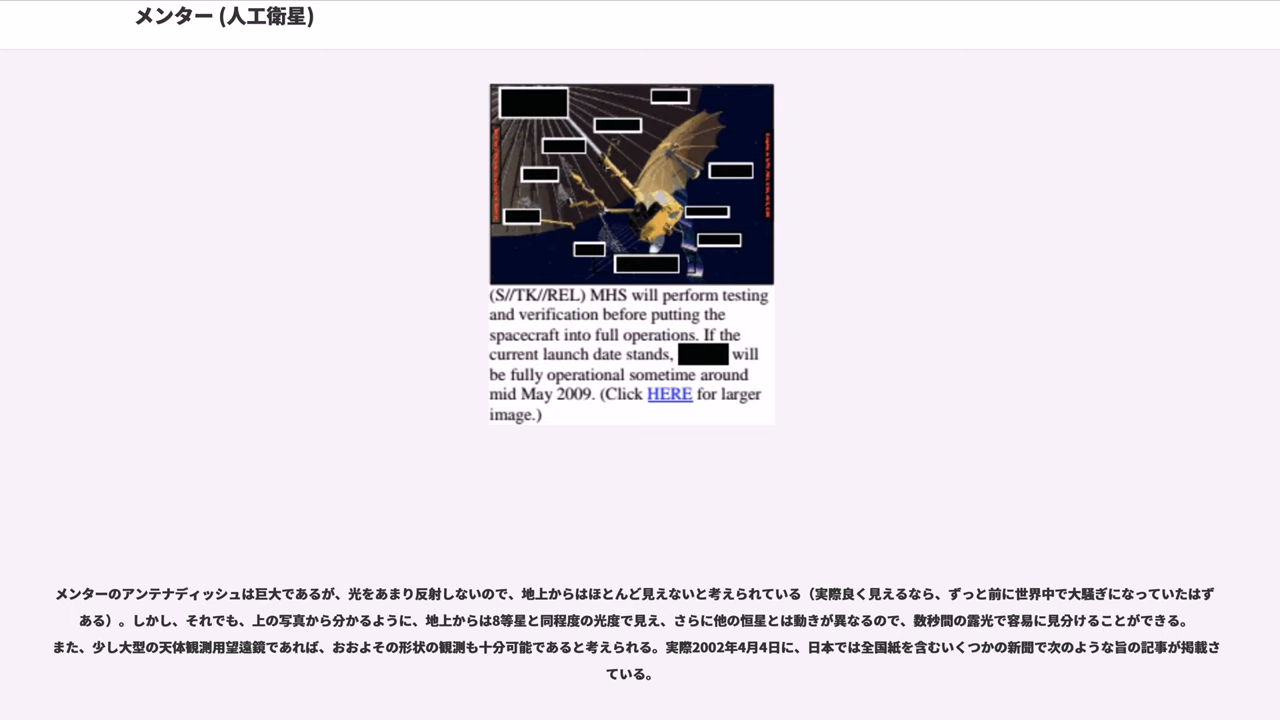 メンター (人工衛星)
(S//TK//REL) MHS will perform testing
and verification before putting the
spacecraft into full operations. If the
current launch date stands, will
be fully operational sometime around
mid May 2009. (Click HERE for larger
image.)
メンターのアンテナディッシュは巨大であるが、光をあまり反射しないので、地上からはほとんど見えないと考えられている（実際良く見えるなら、ずっと前に世界中で大騒ぎになっていたはず
ある）。しかし、それでも、上の写真から分かるように、地上からは8等星と同程度の光度で見え、さらに他の恒星とは動きが異なるので、数秒間の露光で容易に見分けることができる。
また、少し大型の天体観測用望遠鏡であれば、おおよその形状の観測も十分可能であると考えられる。実際2002年4月4日に、日本では全国紙を含むいくつかの新聞で次のような旨の記事が掲載さ
ている。